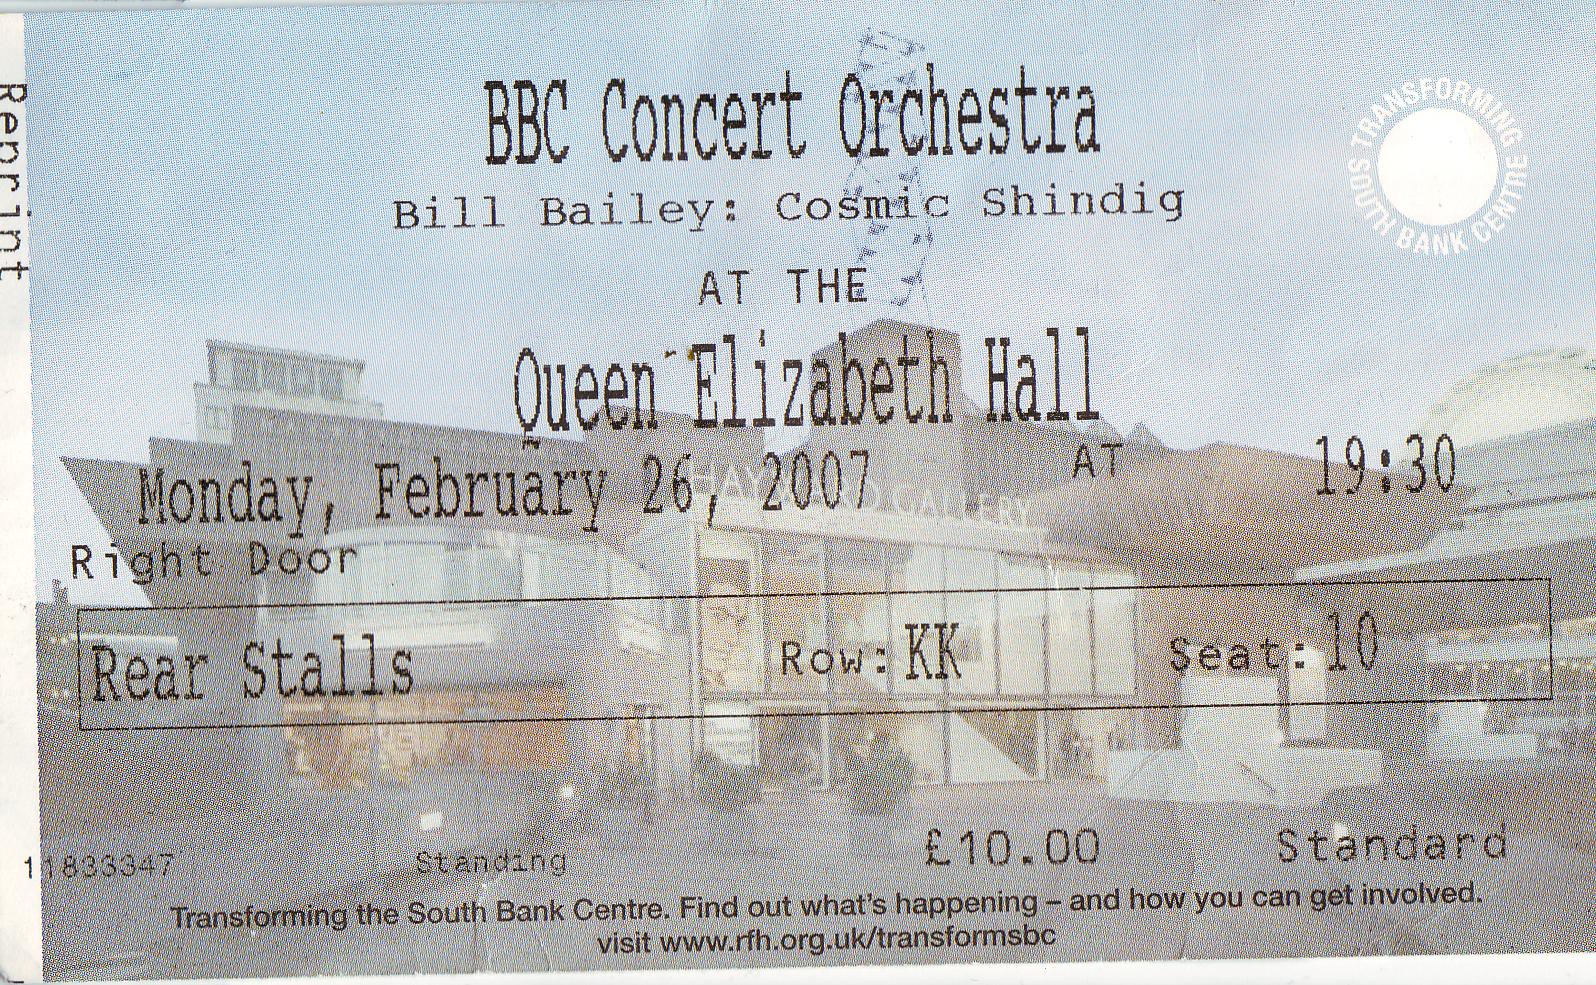 Reprint
TRANSFORMING
SOUTH BANK CENTRE
BBC Concert Orchestra
Bill Bailey: Cosmic Shindig
AT THE
Queen Elizabeth Hall
Monday, February 26, 2007 AT 19:30
HAYWARD GALLERY
Right Door
Rear Stalls Row: KK Seat: 10
11833347 Standing £10.00 Standard
Transforming the South Bank Centre. Find out what's happening – and how you can get involved.
visit www.rfh.org.uk/transformsbc